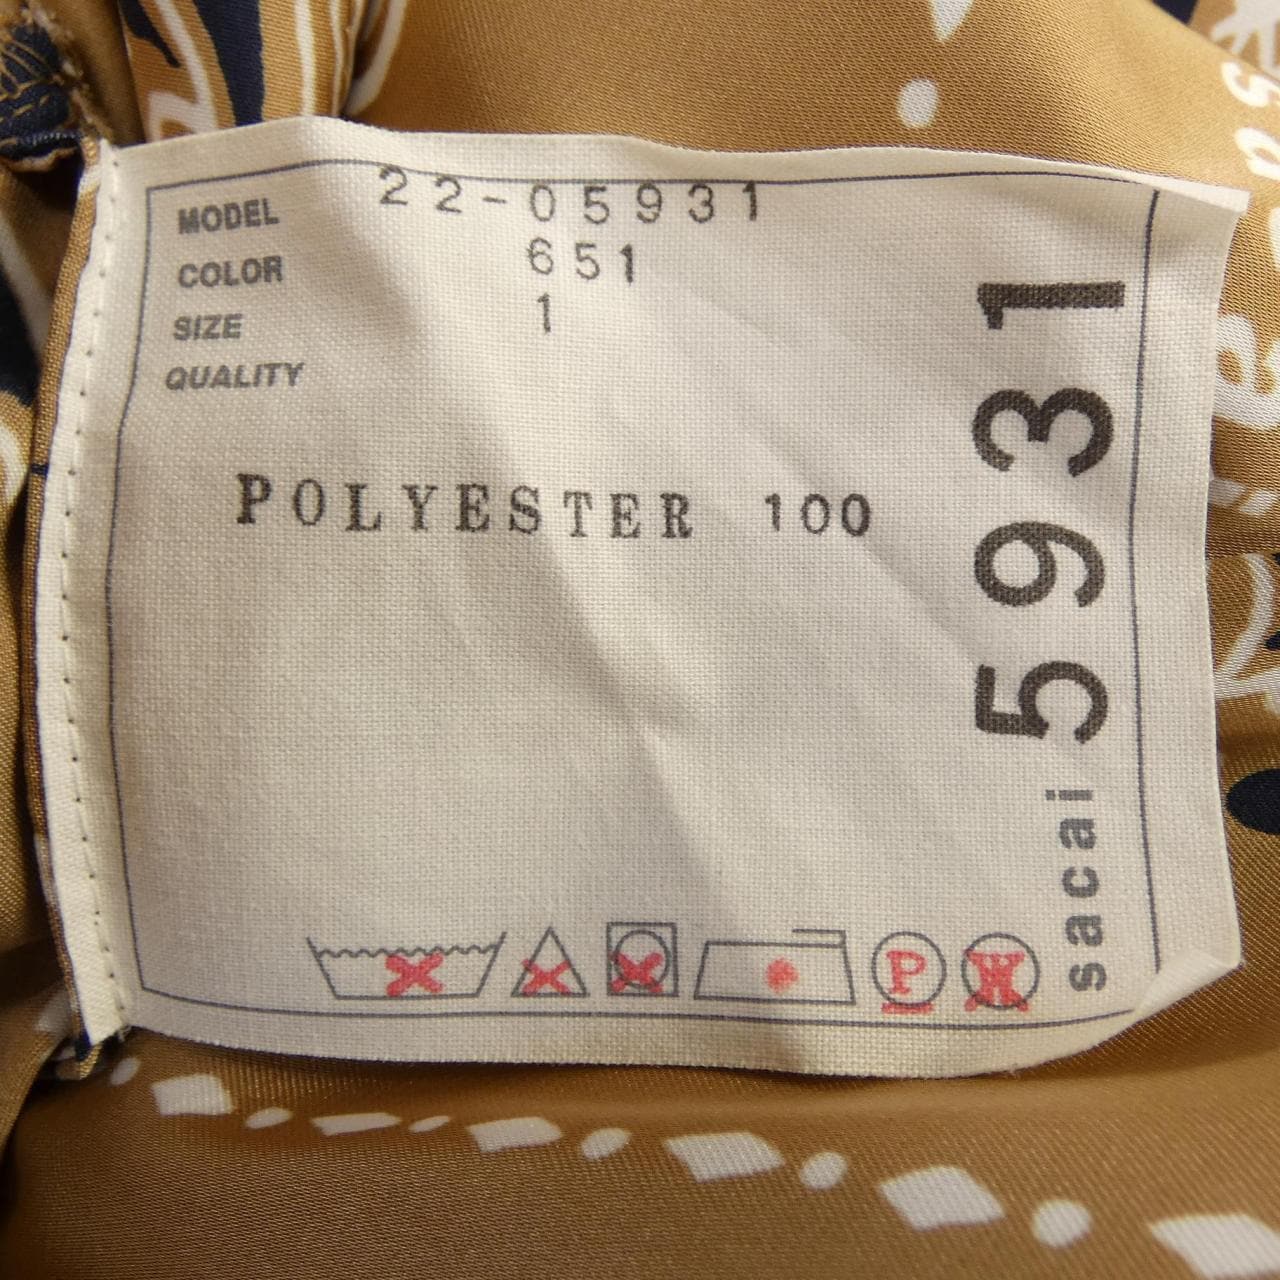 MODEL 22-05931
COLOR 651
SIZE 1
QUALITY
POLYESTER 100
sacai 5931
P W